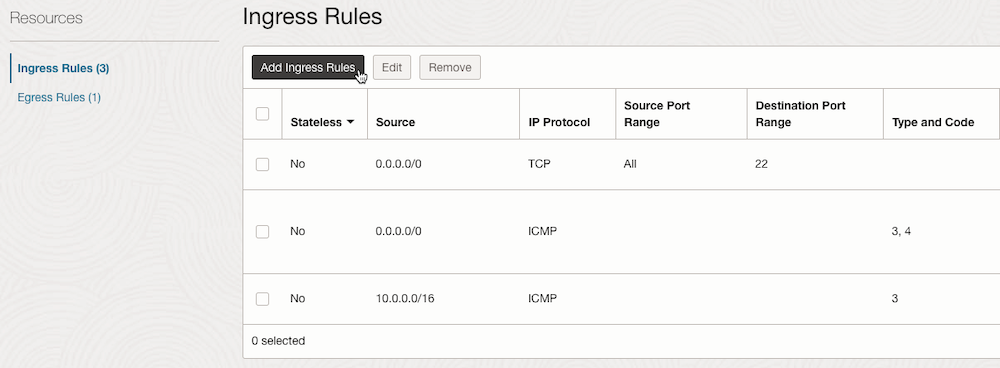 Resources
Ingress Rules
Ingress Rules (3)
Egress Rules (1)
Add Ingress Rules
Edit
Remove
Stateless
Source
IP Protocol
Source Port
Range
Destination Port
Range
Type and Code
No
0.0.0.0/0
TCP
All
22
No
0.0.0.0/0
ICMP
3, 4
No
10.0.0.0/16
ICMP
3
0 selected